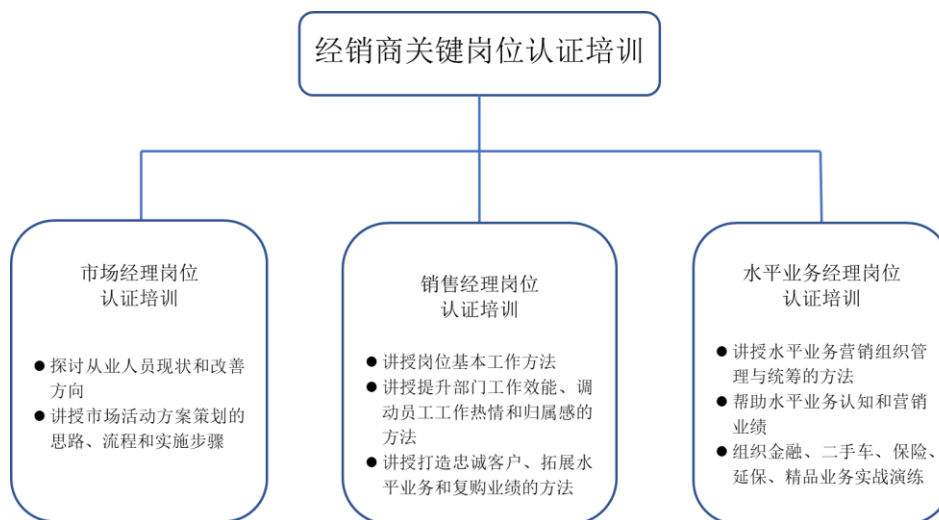 经销商关键岗位认证培训
市场经理岗位
认证培训
● 探讨从业人员现状和改善
方向
● 讲授市场活动方案策划的
思路、流程和实施步骤
销售经理岗位
认证培训
● 讲授岗位基本工作方法
● 讲授提升部门工作效能、调
动员工工作热情和归属感的
方法
● 讲授打造忠诚客户、拓展水
平业务和复购业绩的方法
水平业务经理岗位
认证培训
● 讲授水平业务营销组织管
理与统筹的方法
● 帮助水平业务认知和营销
业绩
● 组织金融、二手车、保险、
延保、精品业务实战演练